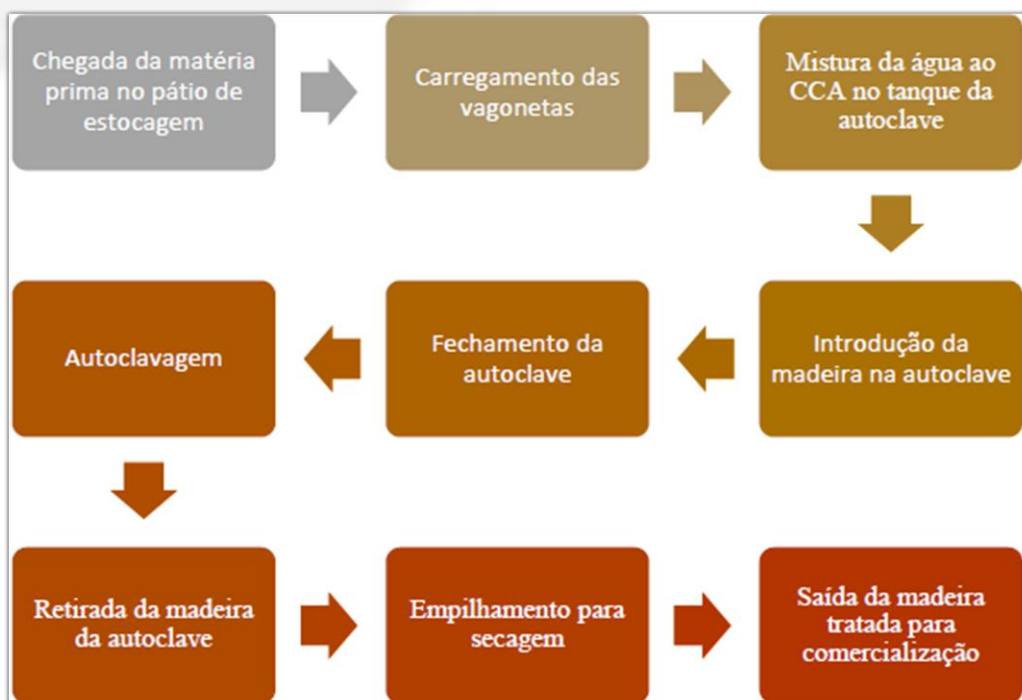 Chegada da matéria
prima no pátio de
estocagem
Carregamento das
vagonetas
Mistura da água ao
CCA no tanque da
autoclave
Introdução da
madeira na autoclave
Fechamento da
autoclave
Autoclavagem
Retirada da madeira
da autoclave
Empilhamento para
secagem
Saída da madeira
tratada para
comercialização